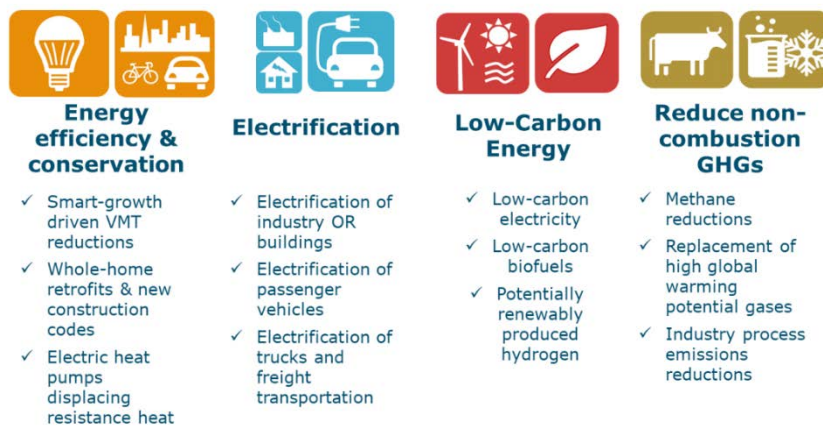 Energy
efficiency &
conservation
✓ Smart-growth
driven VMT
reductions
✓ Whole-home
retrofits & new
construction
codes
✓ Electric heat
pumps
displacing
resistance heat
Electrification
✓ Electrification of
industry OR
buildings
✓ Electrification of
passenger
vehicles
✓ Electrification of
trucks and
freight
transportation
Low-Carbon
Energy
✓ Low-carbon
electricity
✓ Low-carbon
biofuels
✓ Potentially
renewably
produced
hydrogen
Reduce non-
combustion
GHGs
✓ Methane
reductions
✓ Replacement of
high global
warming
potential gases
✓ Industry process
emissions
reductions